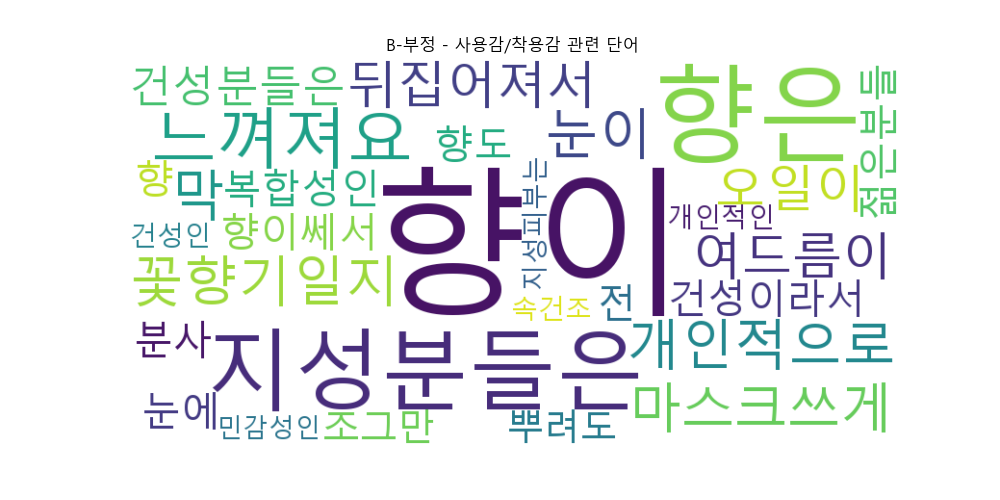 B-부정 - 사용감/착용감 관련 단어
건성분들은
뒤집어져서
향은
젊은분들
느껴져요
향도
눈이
향
막
복합성인
향이
지성피부는
오일이
건성인
향이쎄서
개인적인
여드름이
꽃향기일지
속건조
전
건성이라서
분사
지성분들은
개인적으로
눈에
민감성인
조그만
뿌려도
마스크쓰게